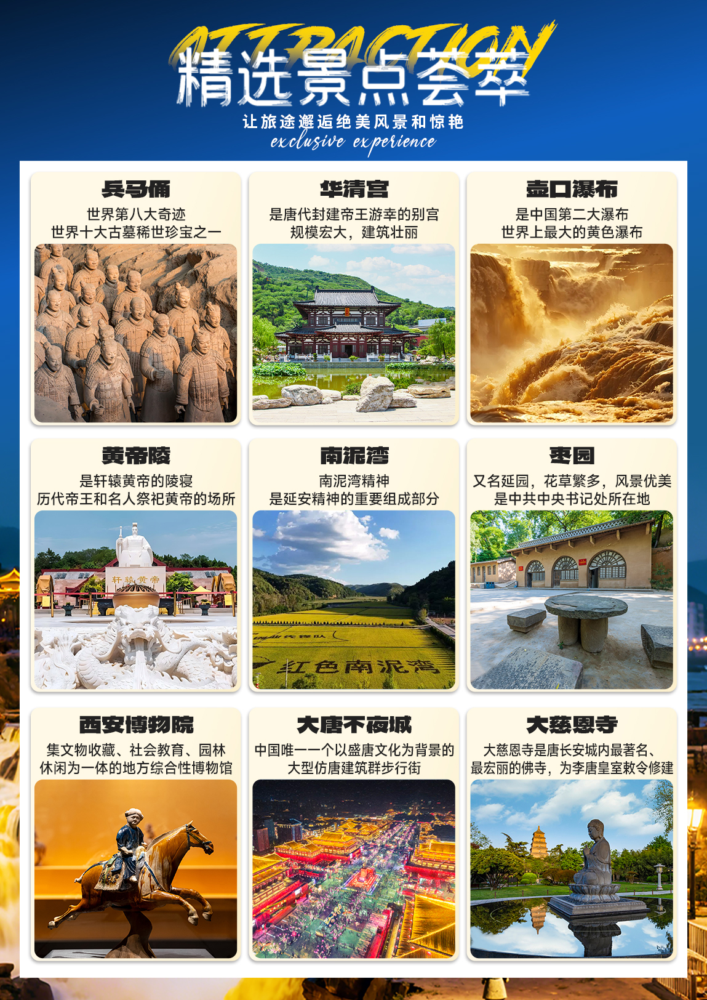 ATTRACTION
精选景点荟萃
让旅途邂逅绝美风景和惊艳
exclusive experience
兵马俑
世界第八大奇迹
世界十大古墓稀世珍宝之一
华清宫
是唐代封建帝王游幸的别宫
规模宏大，建筑壮丽
壶口瀑布
是中国第二大瀑布
世界上最大的黄色瀑布
黄帝陵
是轩辕黄帝的陵寝
历代帝王和名人祭祀黄帝的场所
轩辕黄帝
南泥湾
南泥湾精神
是延安精神的重要组成部分
红色南泥湾
枣园
又名延园，花草繁多，风景优美
是中共中央书记处所在地
西安博物院
集文物收藏、社会教育、园林
休闲为一体的地方综合性博物馆
大唐不夜城
中国唯一一个以盛唐文化为背景的
大型仿唐建筑群步行街
大慈恩寺
大慈恩寺是唐长安城内最著名、
最宏丽的佛寺，为李唐皇室敕令修建